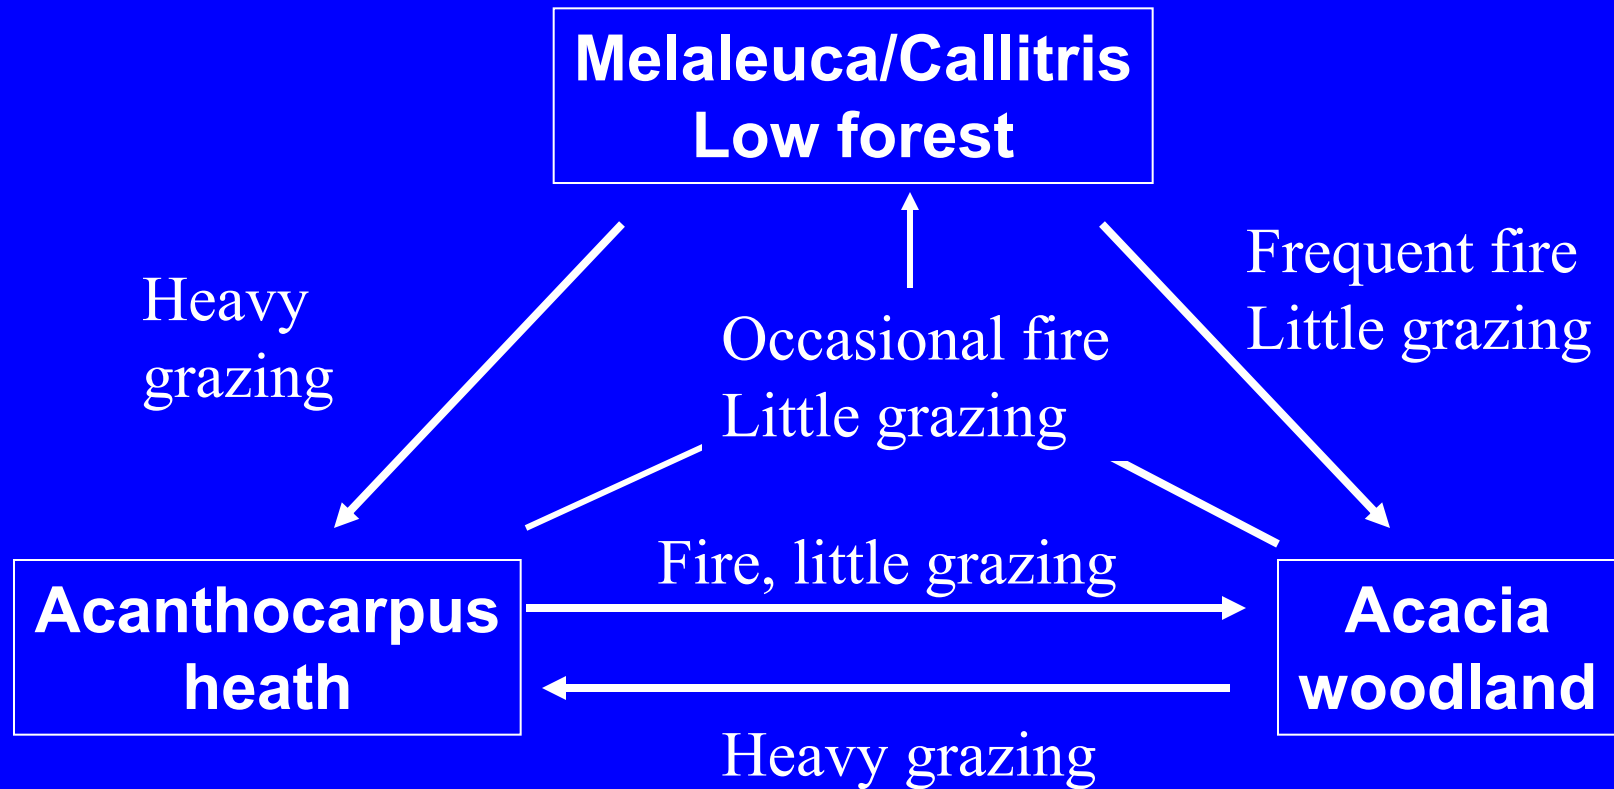 Melaleuca/Callitris
Low forest
Heavy
grazing
Occasional fire
Little grazing
Frequent fire
Little grazing
Fire, little grazing
Acanthocarpus
heath
Acacia
woodland
Heavy grazing